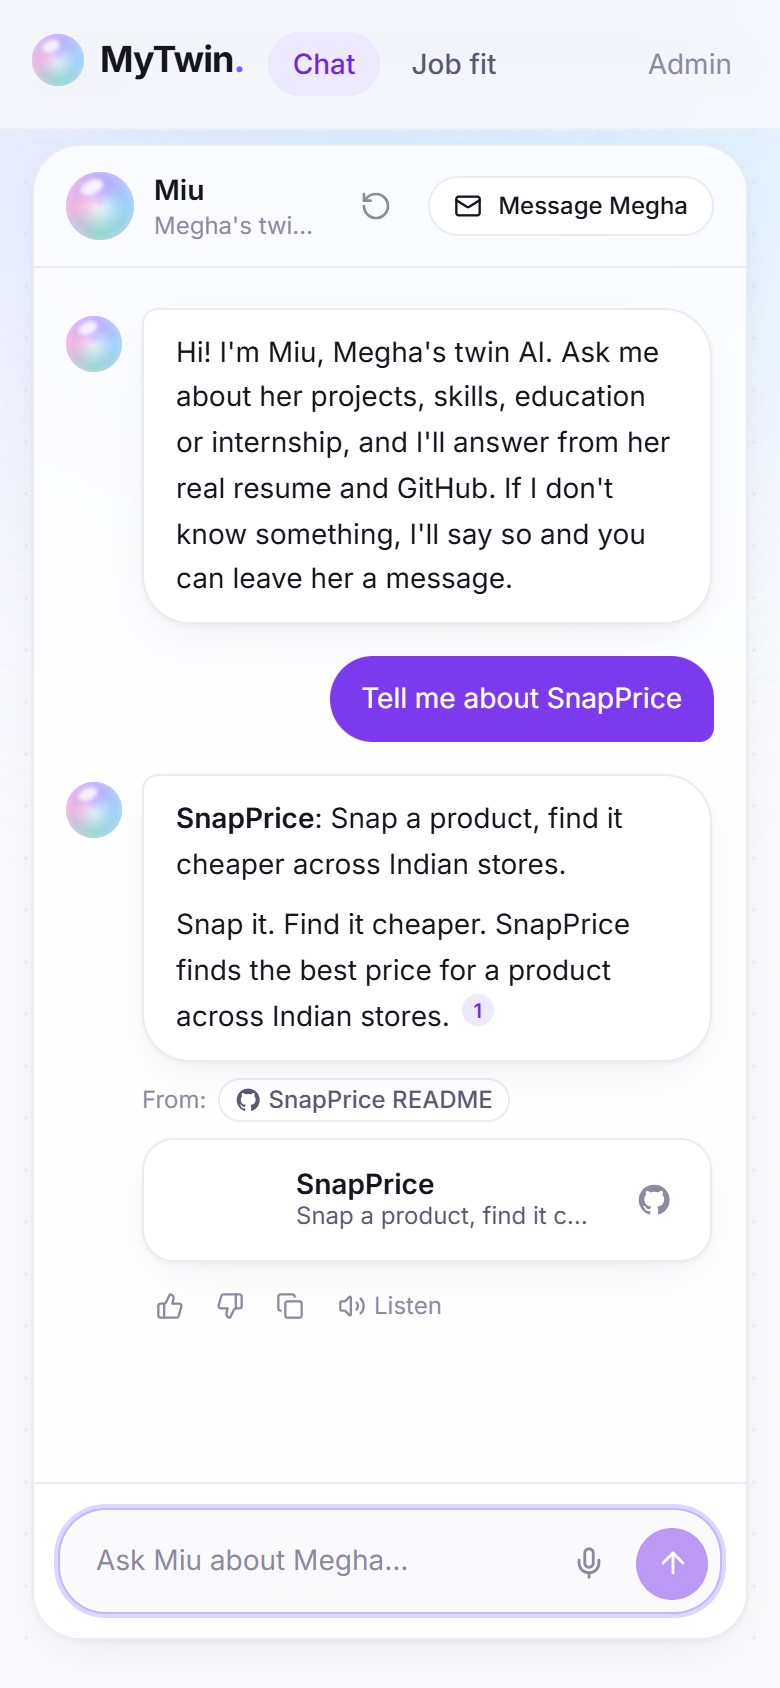 MyTwin.
Chat
Job fit
Admin
Miu
Megha's twi...
Message Megha
Hi! I'm Miu, Megha's twin AI. Ask me
about her projects, skills, education
or internship, and I'll answer from her
real resume and GitHub. If I don't
know something, I'll say so and you
can leave her a message.
Tell me about SnapPrice
SnapPrice: Snap a product, find it
cheaper across Indian stores.
Snap it. Find it cheaper. SnapPrice
finds the best price for a product
across Indian stores. 1
From: SnapPrice README
SnapPrice
Snap a product, find it c...
Listen
Ask Miu about Megha...